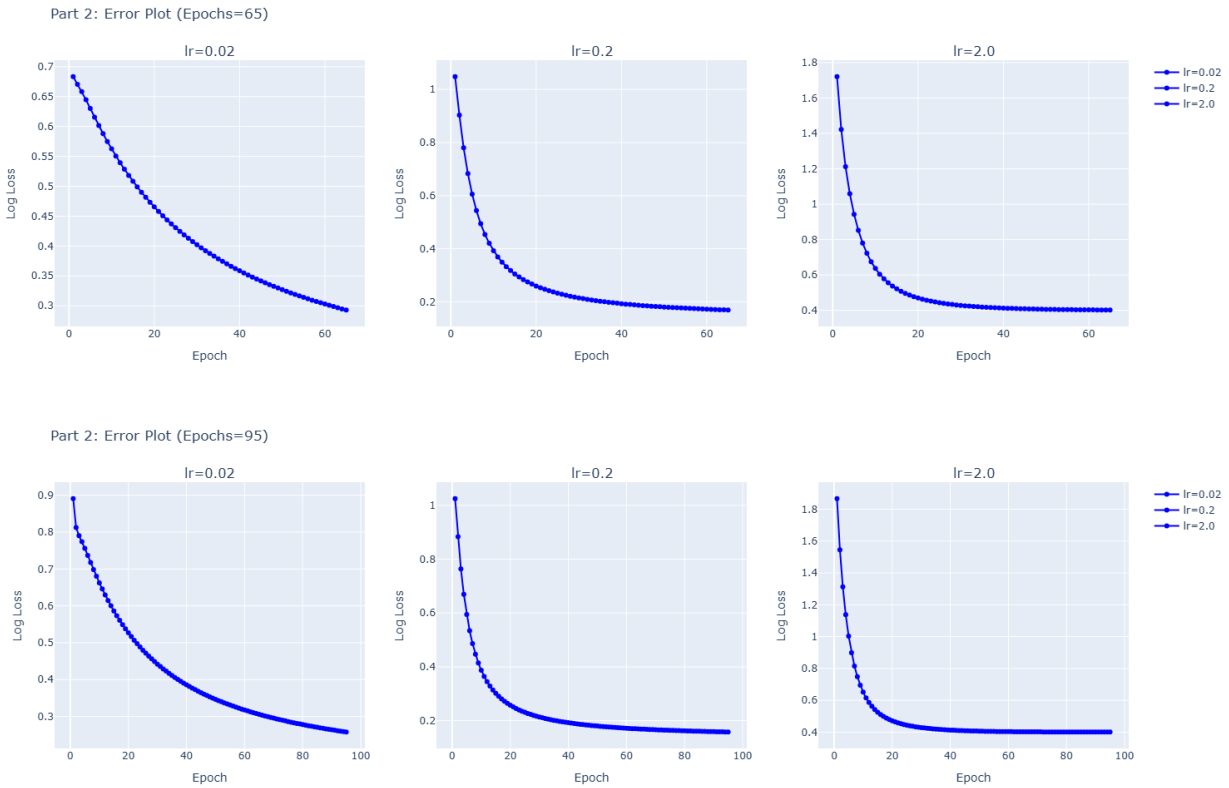 Part 2: Error Plot (Epochs=65)
lr=0.02
lr=0.2
lr=2.0
0.7
0.65
0.6
0.55
0.5
0.45
0.4
0.35
0.3
Log Loss
0 20 40 60
Epoch
1
0.8
0.6
0.4
0.2
Log Loss
0 20 40 60
Epoch
1.8
1.6
1.4
1.2
1
0.8
0.6
0.4
Log Loss
0 20 40 60
Epoch
lr=0.02
lr=0.2
lr=2.0
Part 2: Error Plot (Epochs=95)
lr=0.02
lr=0.2
lr=2.0
0.9
0.8
0.7
0.6
0.5
0.4
0.3
Log Loss
0 20 40 60 80 100
Epoch
1
0.8
0.6
0.4
0.2
Log Loss
0 20 40 60 80 100
Epoch
1.8
1.6
1.4
1.2
1
0.8
0.6
0.4
Log Loss
0 20 40 60 80 100
Epoch
lr=0.02
lr=0.2
lr=2.0